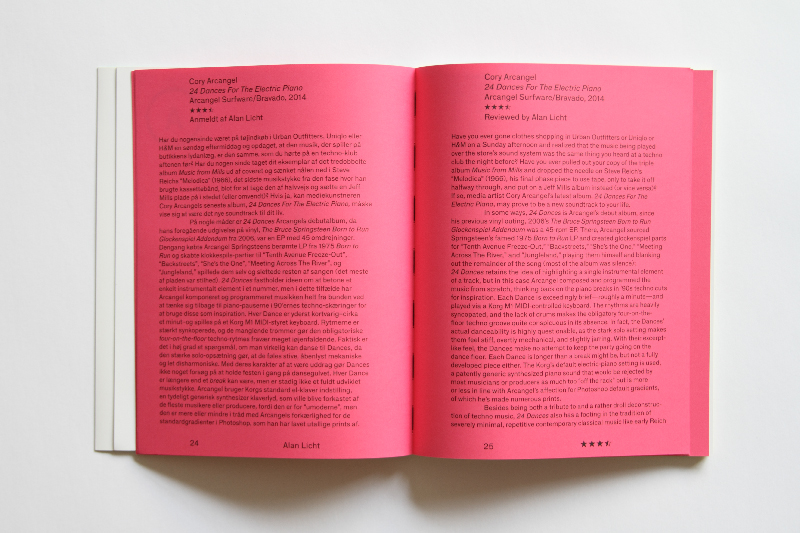 Cory Arcangel
24 Dances For The Electric Piano
Arcangel Surfware/Bravado, 2014
★★★⯨
Anmeldt af Alan Licht
Har du nogensinde været på tøjindkøb i Urban Outfitters, Uniqlo eller
H&M en søndag eftermiddag og opdaget, at den musik, der spiller på
butikkens lydanlæg, er den samme, som du hørte på en techno-klub
aftenen før? Har du nogen sinde taget dit eksemplar af det tredobbelte
album Music from Mills ud af coveret og sænket nålen ned i Steve
Reichs "Melodica" (1966), det sidste musikstykke fra den fase hvor han
brugte kassettebånd, blot for at tage den af halvvejs og sætte en Jeff
Mills plade på i stedet (eller omvendt)? Hvis ja, kan mediekunstneren
Cory Arcangels seneste album, 24 Dances For The Electric Piano, måske
vise sig at være dit nye soundtrack til dit liv.
På nogle måder er 24 Dances Arcangels debutalbum, da
hans foregående udgivelse på vinyl, The Bruce Springsteen Born to Run
Glockenspiel Addendum fra 2006, var en EP med 45 omdrejninger.
Dengang købte Arcangel Springsteens berømte LP fra 1975 Born to
Run og skabte klokkespils-partier til "Tenth Avenue Freeze-Out",
"Backstreets", "She's the One", "Meeting Across The River", og
"Jungleland," spillede dem selv og slettede resten af sangen (det meste
af pladen var stilhed). 24 Dances fastholder ideen om at betone et
enkelt instrumentalt element i et nummer, men i dette tilfælde har
Arcangel komponeret og programmeret musikken helt fra bunden ved
at tænke sig tilbage til piano-pauserne i 90'ernes techno-skæringer for
at bruge disse som inspiration. Hver Dance er yderst kortvarig-cirka
et minut-og spilles på et Korg M1 MIDI-styret keyboard. Rytmerne er
stærkt synkoperede, og de manglende trommer gør den obligatoriske
four-on-the-floor techno-rytmes fravær meget iøjenfaldende. Faktisk er
det i høj grad et spørgsmål, om man virkelig kan danse til Dances, da
den stærke solo-opsætning gør, at de føles stive, åbenlyst mekaniske
og let disharmoniske. Med deres karakter af at være uddrag gør Dances
ikke noget forsøg på at holde festen i gang på dansegulvet. Hver Dance
er længere end et break kan være, men er stadig ikke et fuldt udviklet
musikstykke. Arcangel bruger Korgs standard el-klaver indstilling,
en tydeligt generisk synthesizer klaverlyd, som ville blive forkastet af
de fleste musikere eller producere, fordi den er for "umoderne", men
den er mere eller mindre i tråd med Arcangels forkærlighed for de
standardgradienter i Photoshop, som han har lavet utallige prints af.
24
Alan Licht
Cory Arcangel
24 Dances For The Electric Piano
Arcangel Surfware/Bravado, 2014
★★★⯨
Reviewed by Alan Licht
Have you ever gone clothes shopping in Urban Outfitters or Uniqlo or
H&M on a Sunday afternoon and realized that the music being played
over the store's sound system was the same thing you heard at a techno
club the night before? Have you ever pulled out your copy of the triple
album Music from Mills and dropped the needle on Steve Reich's
"Melodica" (1966), his final phase piece to use tape, only to take it off
halfway through, and put on a Jeff Mills album instead (or vice versa)?
If so, media artist Cory Arcangel's latest album 24 Dances For The
Electric Piano, may prove to be a new soundtrack to your life.
In some ways, 24 Dances is Arcangel's debut album, since
his previous vinyl outing, 2006's The Bruce Springsteen Born to Run
Glockenspiel Addendum was a 45 rpm EP. There, Arcangel sourced
Springsteen's famed 1975 Born to Run LP and created glockenspiel parts
for "Tenth Avenue Freeze-Out," "Backstreets", "She's the One," "Meeting
Across The River," and "Jungleland," playing them himself and blanking
out the remainder of the song (most of the album was silence).
24 Dances retains the idea of highlighting a single instrumental element
of a track, but in this case Arcangel composed and programmed the
music from scratch, thinking back on the piano breaks in '90s techno cuts
for inspiration. Each Dance is exceedingly brief—roughly a minute—and
played via a Korg M1 MIDI controlled keyboard. The rhythms are heavily
syncopated, and the lack of drums makes the obligatory four-on-the-
floor techno groove quite conspicuous in its absence. In fact, the Dances'
actual danceability is highly questionable, as the stark solo setting makes
them feel stiff, overtly mechanical, and slightly jarring. With their excerpt-
like feel, the Dances make no attempt to keep the party going on the
dance floor. Each Dance is longer than a break might be, but not a fully
developed piece either. The Korg's default electric piano setting is used,
a patently generic synthesized piano sound that would be rejected by
most musicians or producers as much too "off the rack" but is more
or less in line with Arcangel's affection for Photoshop default gradients,
of which he's made numerous prints.
Besides being both a tribute to and a rather droll deconstruc-
tion of techno music, 24 Dances also has a footing in the tradition of
severely minimal, repetitive contemporary classical music like early Reich
25
★★★⯨